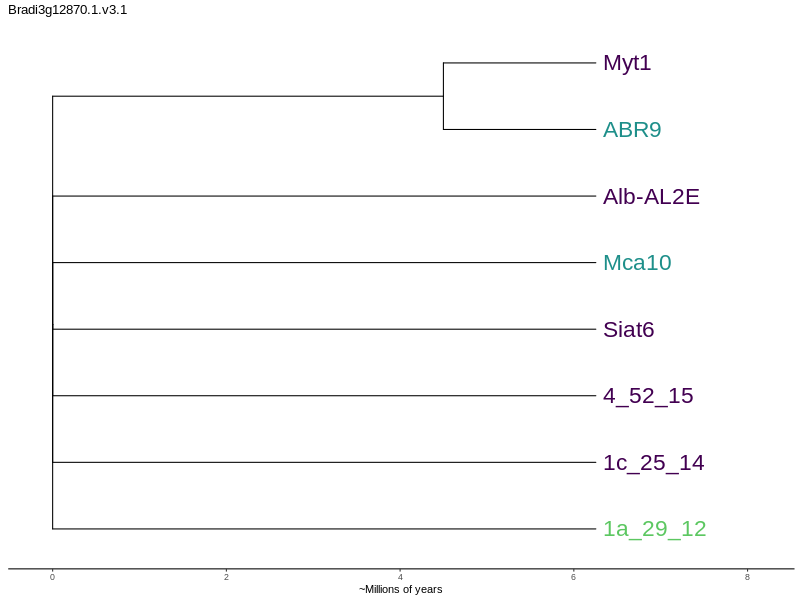 Bradi3g12870.1.v3.1
Myt1
ABR9
Alb-AL2E
Mca10
Siat6
4_52_15
1c_25_14
1a_29_12
0 2 4 6 8
~Millions of years